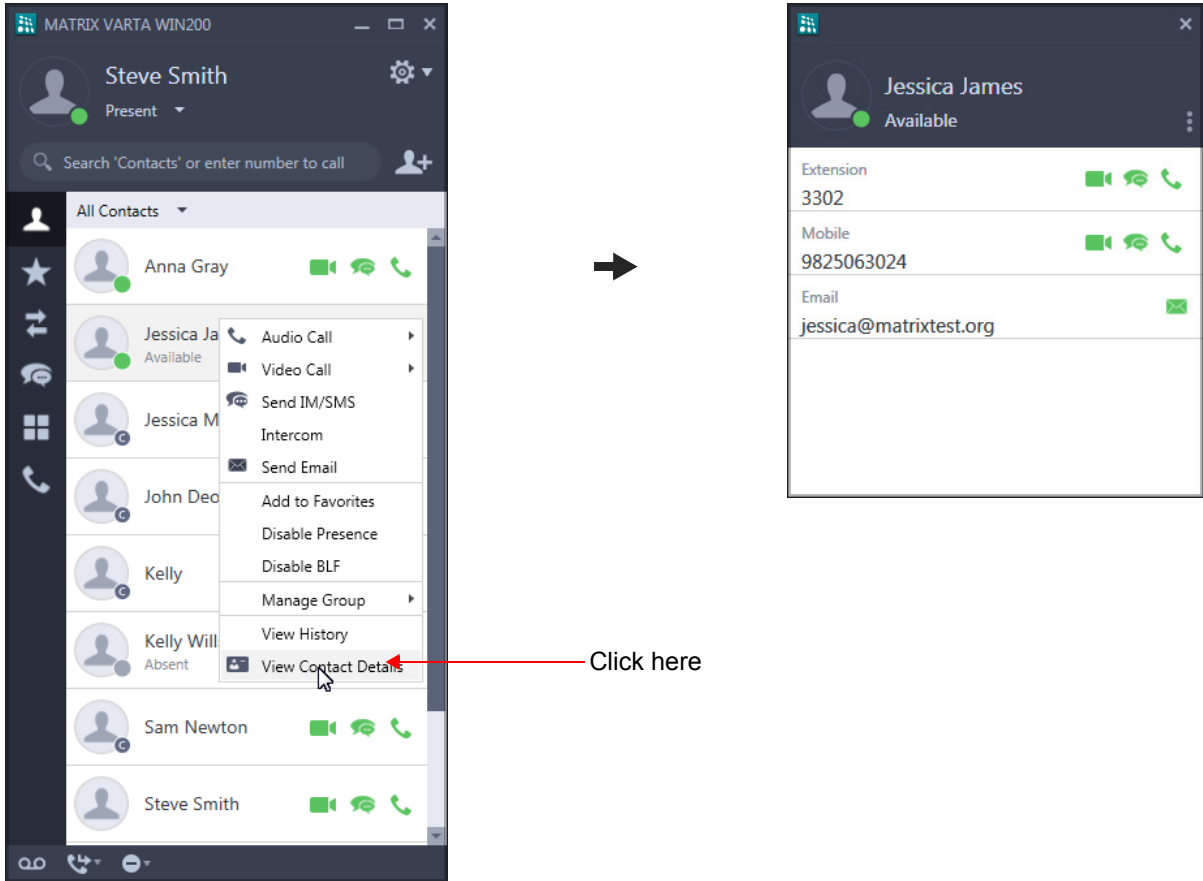 MATRIX VARTA WIN200
Steve Smith
Present
Search 'Contacts' or enter number to call
All Contacts
Anna Gray
Jessica Ja
Available
Jessica M
C
John Deo
C
Kelly
C
Kelly Will
Absent
Sam Newton
C
Steve Smith
Audio Call
Video Call
Send IM/SMS
Intercom
Send Email
Add to Favorites
Disable Presence
Disable BLF
Manage Group
View History
View Contact Details
Click here
Jessica James
Available
Extension
3302
Mobile
9825063024
Email
jessica@matrixtest.org